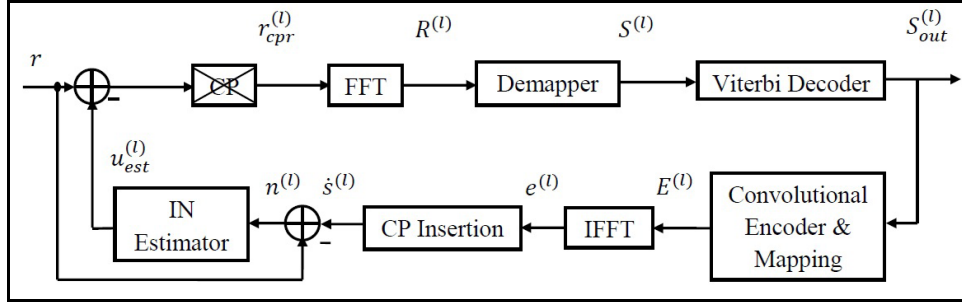 r
r_{cpr}^{(l)}
R^{(l)}
S^{(l)}
S_{out}^{(l)}
-
CP
FFT
Demapper
Viterbi Decoder
u_{est}^{(l)}
n^{(l)}
ṡ^{(l)}
e^{(l)}
E^{(l)}
IN
Estimator
-
CP Insertion
IFFT
Convolutional
Encoder &
Mapping